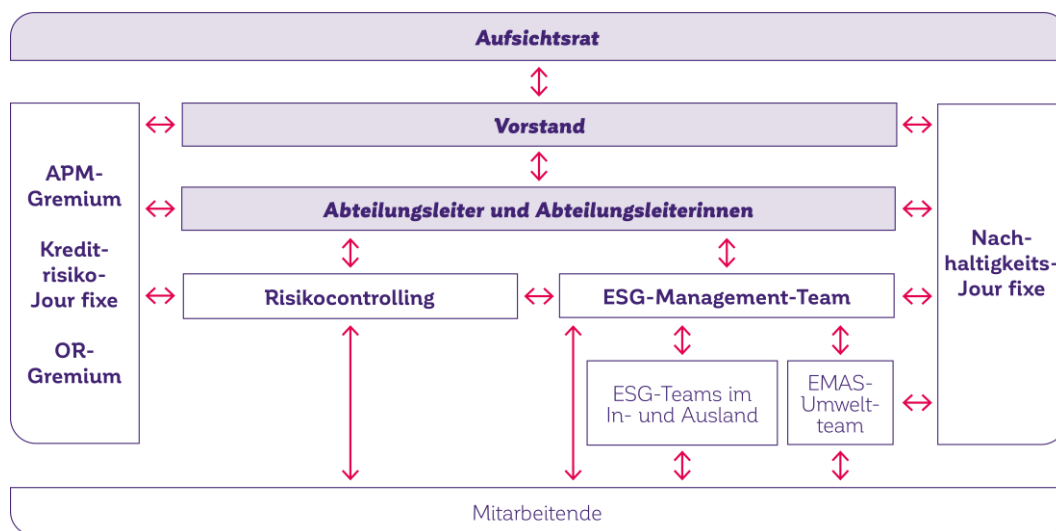 Aufsichtsrat
Vorstand
APM-
Gremium
Kredit-
risiko-
Jour fixe
OR-
Gremium
Abteilungsleiter und Abteilungsleiterinnen
Risikocontrolling
ESG-Management-Team
Nach-
haltigkeits-
Jour fixe
ESG-Teams im
In- und Ausland
EMAS-
Umwelt-
team
Mitarbeitende